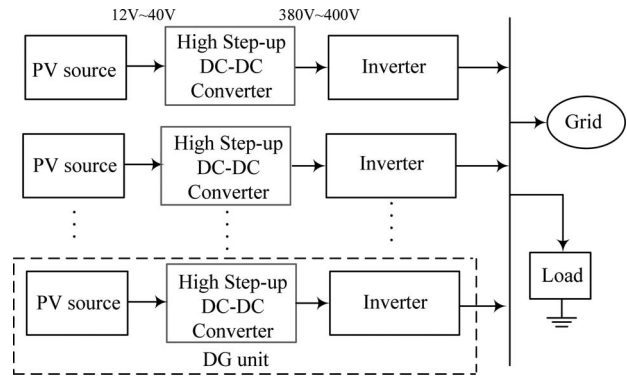 12V~40V
380V~400V
PV source
High Step-up
DC-DC
Converter
Inverter
Grid
PV source
High Step-up
DC-DC
Converter
Inverter
Load
PV source
High Step-up
DC-DC
Converter
Inverter
DG unit